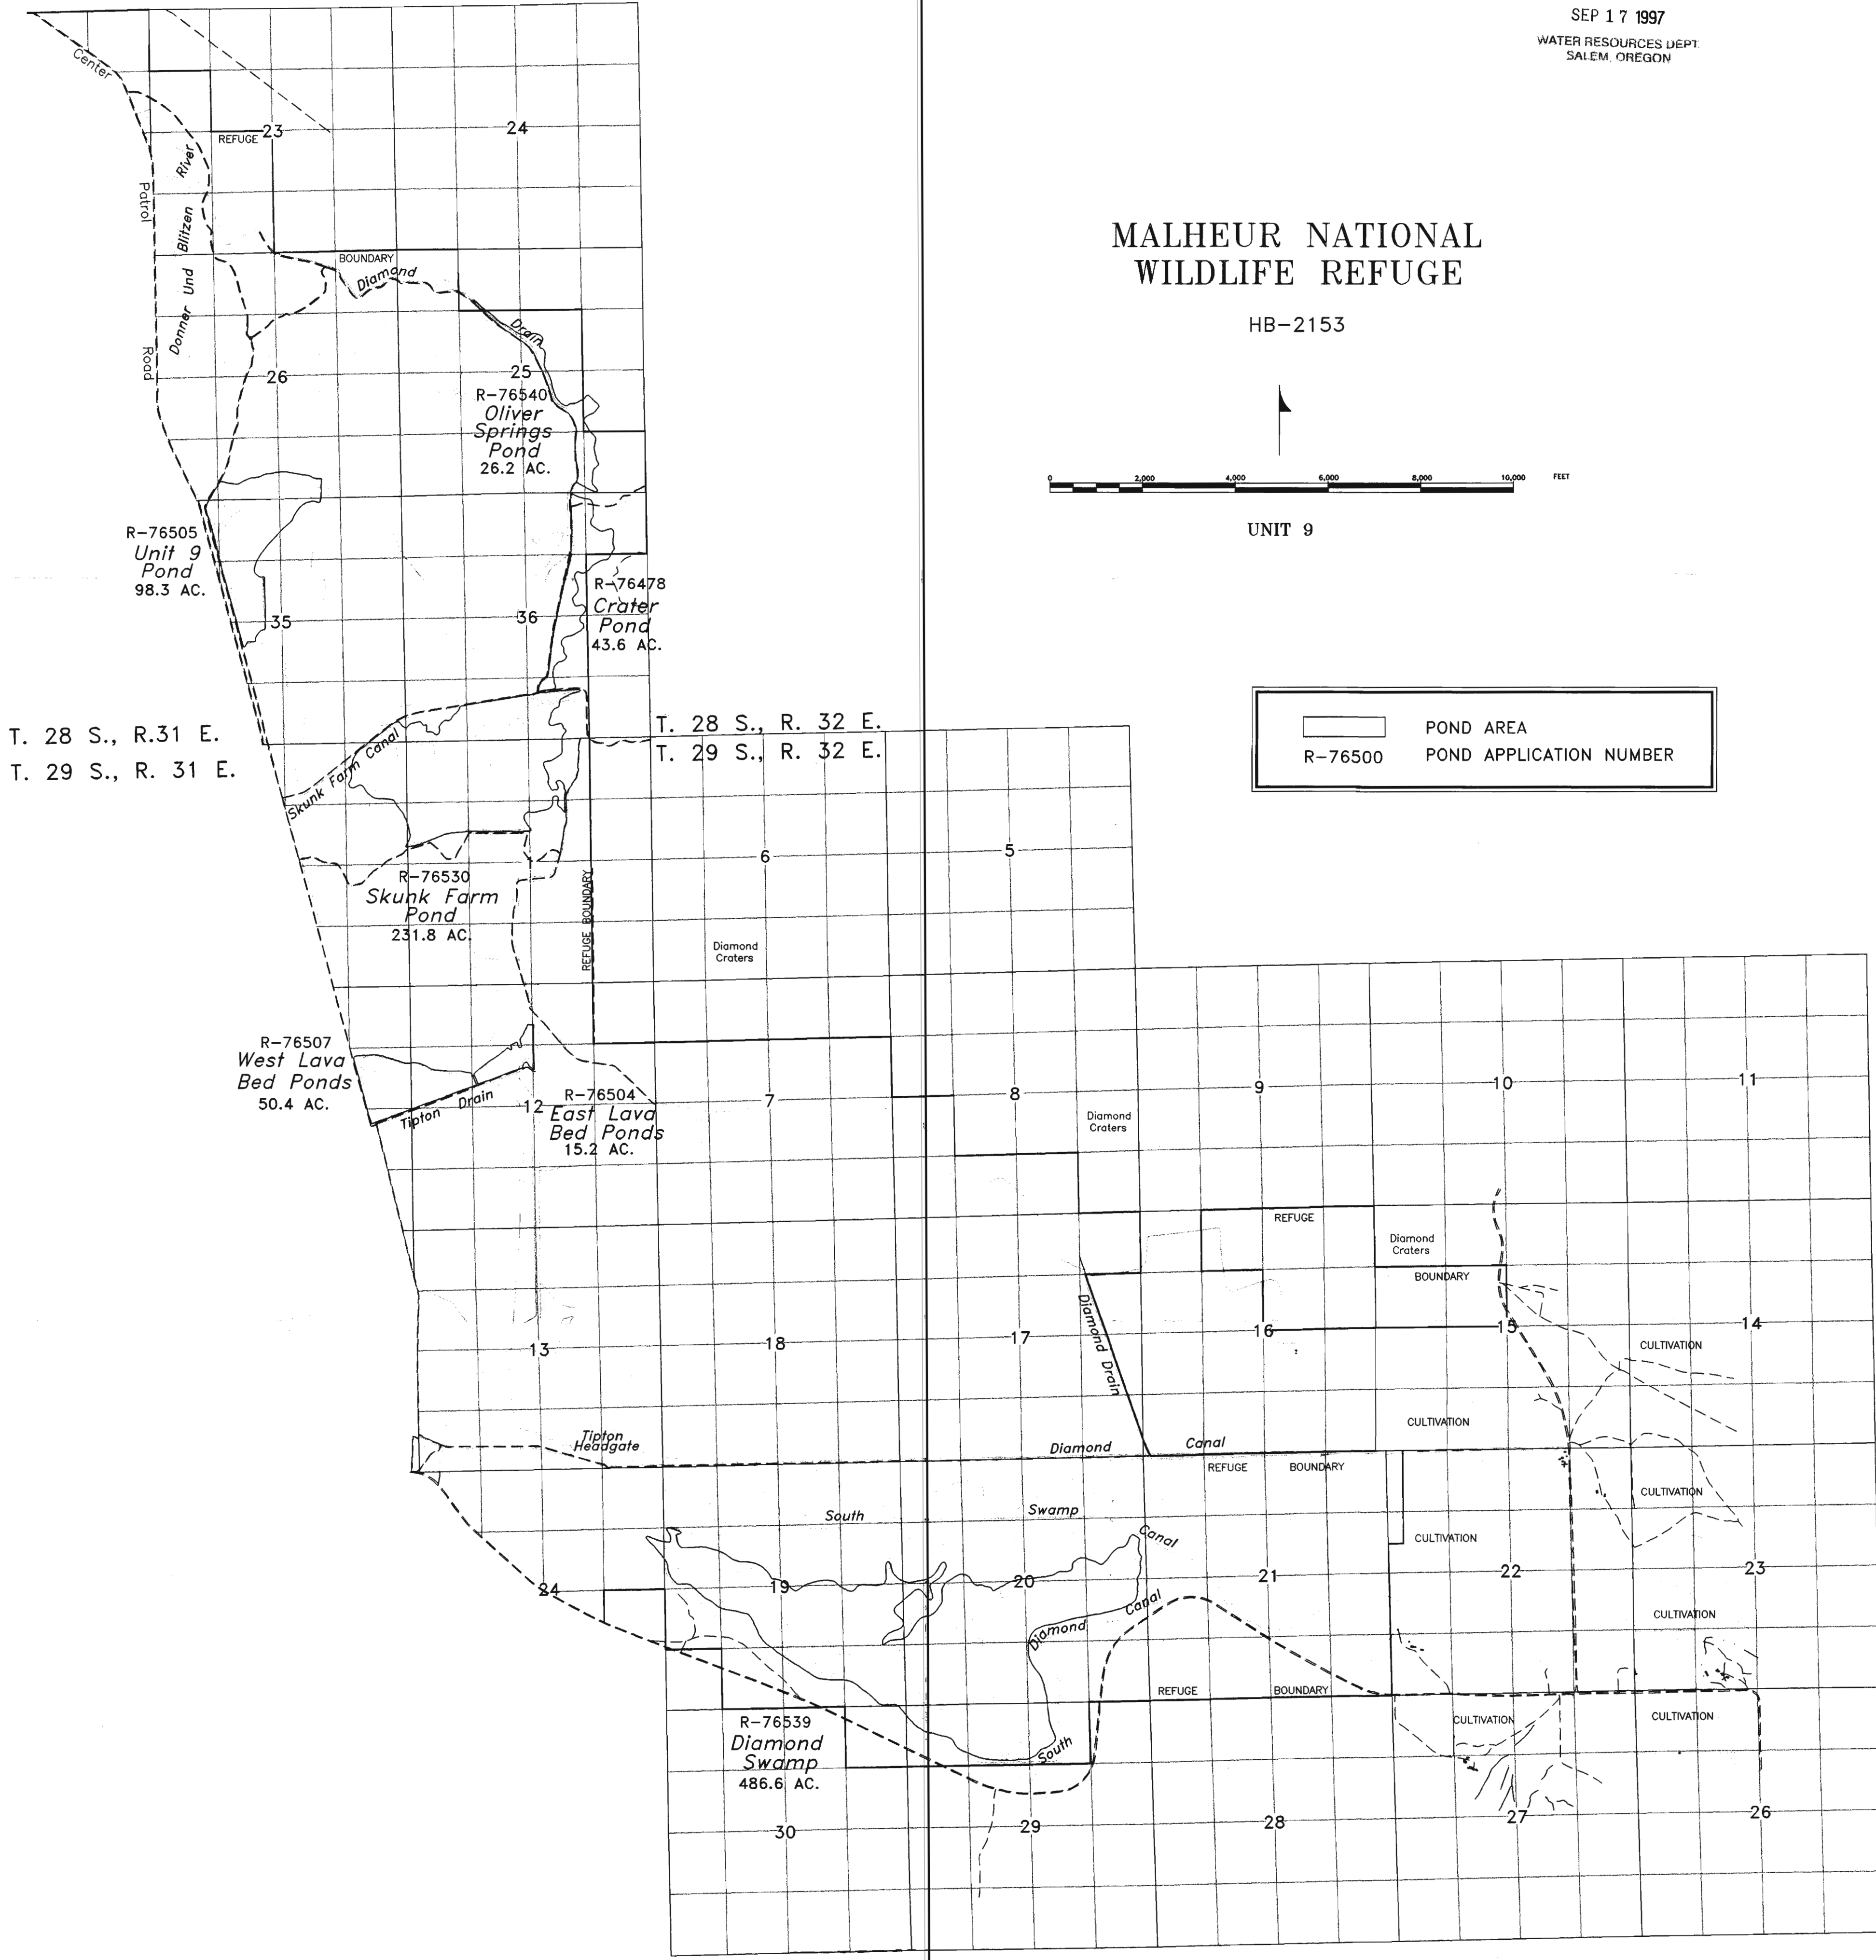 SEP 17 1997
WATER RESOURCES DEPT
SALEM, OREGON
MALHEUR NATIONAL
WILDLIFE REFUGE
HB-2153
0 2,000 4,000 6,000 8,000 10,000 FEET
UNIT 9
POND AREA
R-76500 POND APPLICATION NUMBER
Center
Patrol
Road
Donner Und Blitzen River
REFUGE
23
24
BOUNDARY
Diamond
Drain
26
25
R-76540
Oliver
Springs
Pond
26.2 AC.
R-76505
Unit 9
Pond
98.3 AC.
35
36
R-76478
Crater
Pond
43.6 AC.
T. 28 S., R.31 E.
T. 29 S., R. 31 E.
T. 28 S., R. 32 E.
T. 29 S., R. 32 E.
Skunk Farm Canal
R-76530
Skunk Farm
Pond
231.8 AC.
REFUGE BOUNDARY
6
5
Diamond
Craters
R-76507
West Lava
Bed Ponds
50.4 AC.
Tipton Drain
12
R-76504
East Lava
Bed Ponds
15.2 AC.
7
8
9
10
11
Diamond
Craters
REFUGE
Diamond
Craters
BOUNDARY
13
18
17
Diamond Drain
16
15
14
CULTIVATION
CULTIVATION
Tipton
Headgate
Diamond Canal
REFUGE BOUNDARY
CULTIVATION
South Swamp
Canal
CULTIVATION
24
19
20
21
22
23
Canal
Diamond
CULTIVATION
REFUGE BOUNDARY
R-76539
Diamond
Swamp
486.6 AC.
South
CULTIVATION
CULTIVATION
30
29
28
27
26